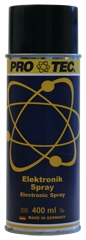 PRO TEC.
Elektronik
Spray
Electronic Spray
400 ml
MADE IN GERMANY